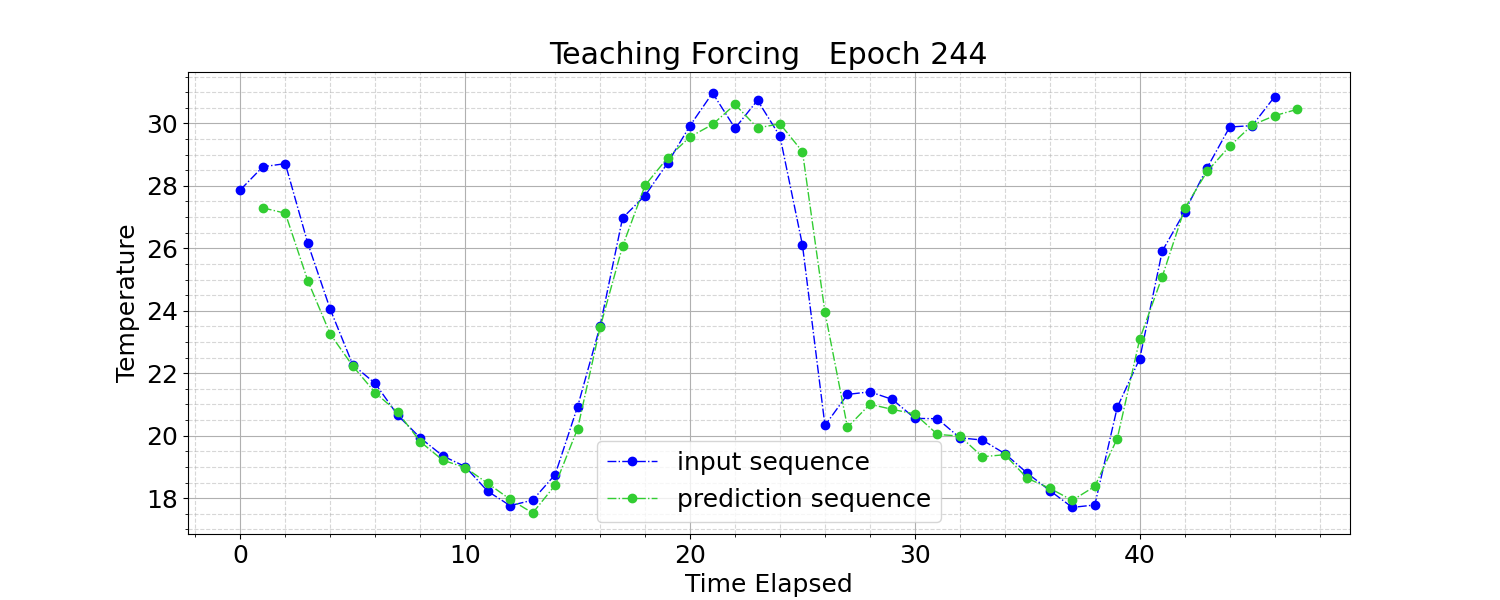 Teaching Forcing   Epoch 244
30
28
26
24
22
20
18
Temperature
input sequence
prediction sequence
0 10 20 30 40
Time Elapsed